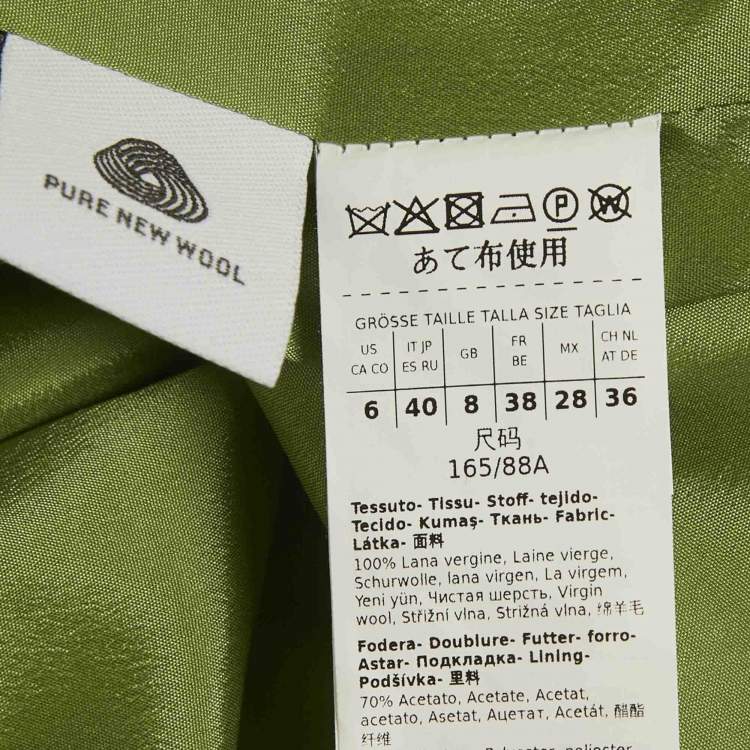 PURE NEW WOOL
P W
あて布使用
GRÖSSE TAILLE TALLA SIZE TAGLIA
US CA CO IT JP ES RU GB FR BE MX CH NL AT DE
6 40 8 38 28 36
尺码
165/88A
Tessuto- Tissu- Stoff- tejido-
Tecido- Kumaş- Ткань- Fabric-
Látka- 面料
100% Lana vergine, Laine vierge,
Schurwolle, lana virgen, La virgem,
Yeni yün, Чистая шерсть, Virgin
wool, Střižní vlna, Strižná vlna, 绵羊毛
Fodera- Doublure- Futter- forro-
Astar- Подкладка- Lining-
Podšívka- 里料
70% Acetato, Acetate, Acetat,
acetato, Asetat, Ацетат, Acetát, 醋酯
纤维